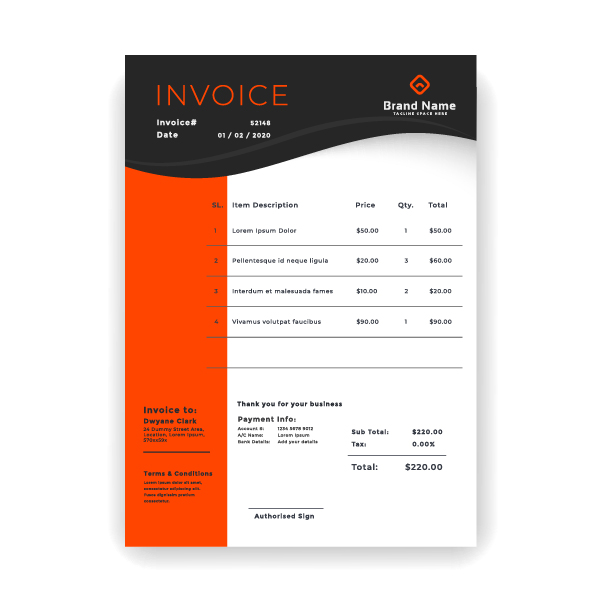 INVOICE
Invoice# 52148
Date 01 / 02 / 2020
Brand Name
TAGLINE SPACE HERE
SL. Item Description Price Qty. Total
1 Lorem Ipsum Dolor $50.00 1 $50.00
2 Pellentesque id neque ligula $20.00 3 $60.00
3 Interdum et malesuada fames $10.00 2 $20.00
4 Vivamus volutpat faucibus $90.00 1 $90.00
Invoice to:
Dwyane Clark
24 Dummy Street Area,
Location, Lorem Ipsum,
570xx59x
Terms & Conditions
Lorem ipsum dolor sit amet,
consectetur adipiscing elit.
Fusce dignissim pretium
consectetur.
Thank you for your business
Payment Info:
Account #: 1234 5678 9012
A/C Name: Lorem Ipsum
Bank Details: Add your details
Sub Total: $220.00
Tax: 0.00%
Total: $220.00
Authorised Sign